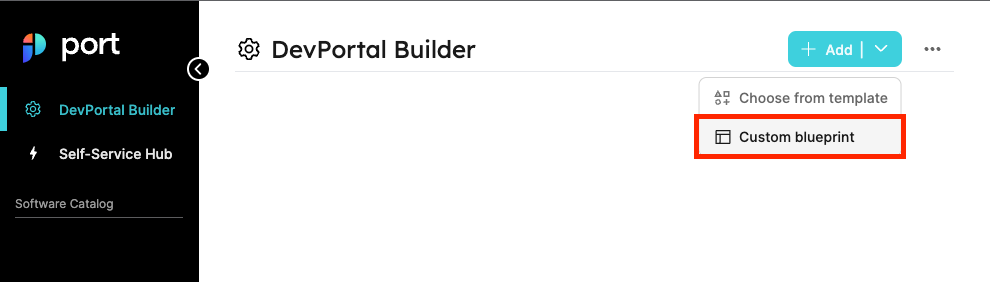 port
DevPortal Builder
Add
DevPortal Builder
Self-Service Hub
Software Catalog
Choose from template
Custom blueprint